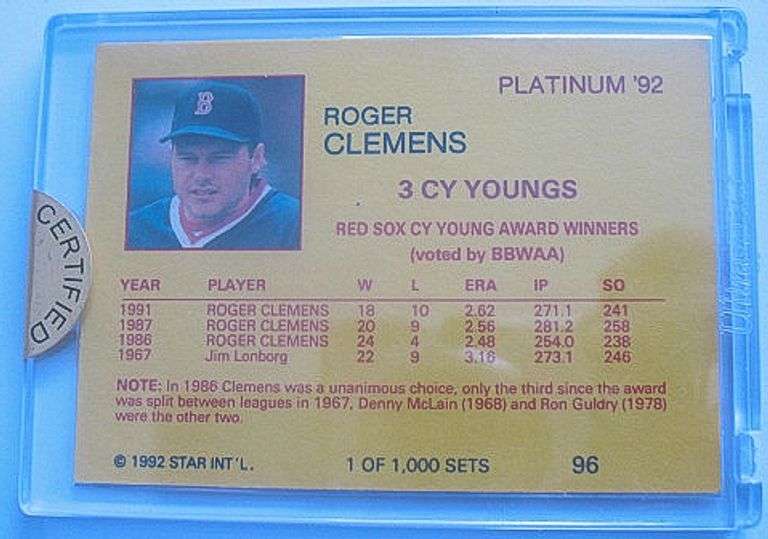 PLATINUM '92
B
ROGER
CLEMENS
3 CY YOUNGS
RED SOX CY YOUNG AWARD WINNERS
(voted by BBWAA)
CERTIFIED
YEAR PLAYER W L ERA IP SO
1991 ROGER CLEMENS 18 10 2.62 271.1 241
1987 ROGER CLEMENS 20 9 2.56 281.2 258
1986 ROGER CLEMENS 24 4 2.48 254.0 238
1967 Jim Lonborg 22 9 3.16 273.1 246
NOTE: In 1986 Clemens was a unanimous choice, only the third since the award
was split between leagues in 1967, Denny McLain (1968) and Ron Guldry (1978)
were the other two.
© 1992 STAR INT'L. 1 OF 1,000 SETS 96